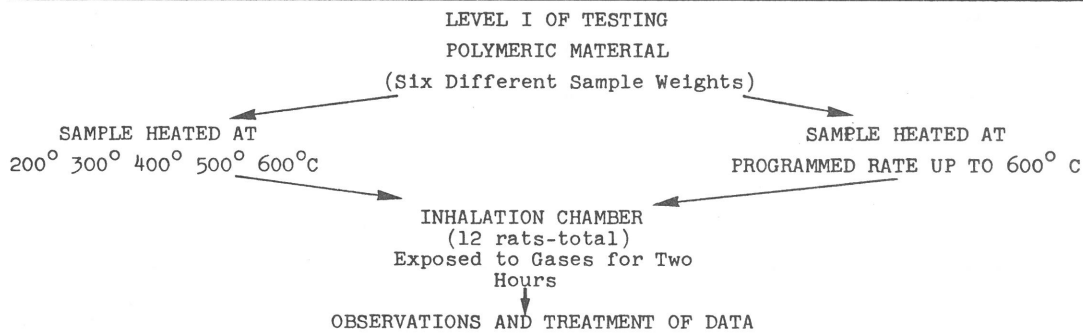 LEVEL I OF TESTING
POLYMERIC MATERIAL
(Six Different Sample Weights)
SAMPLE HEATED AT
200° 300° 400° 500° 600°C
SAMPLE HEATED AT
PROGRAMMED RATE UP TO 600° C
INHALATION CHAMBER
(12 rats-total)
Exposed to Gases for Two
Hours
OBSERVATIONS AND TREATMENT OF DATA